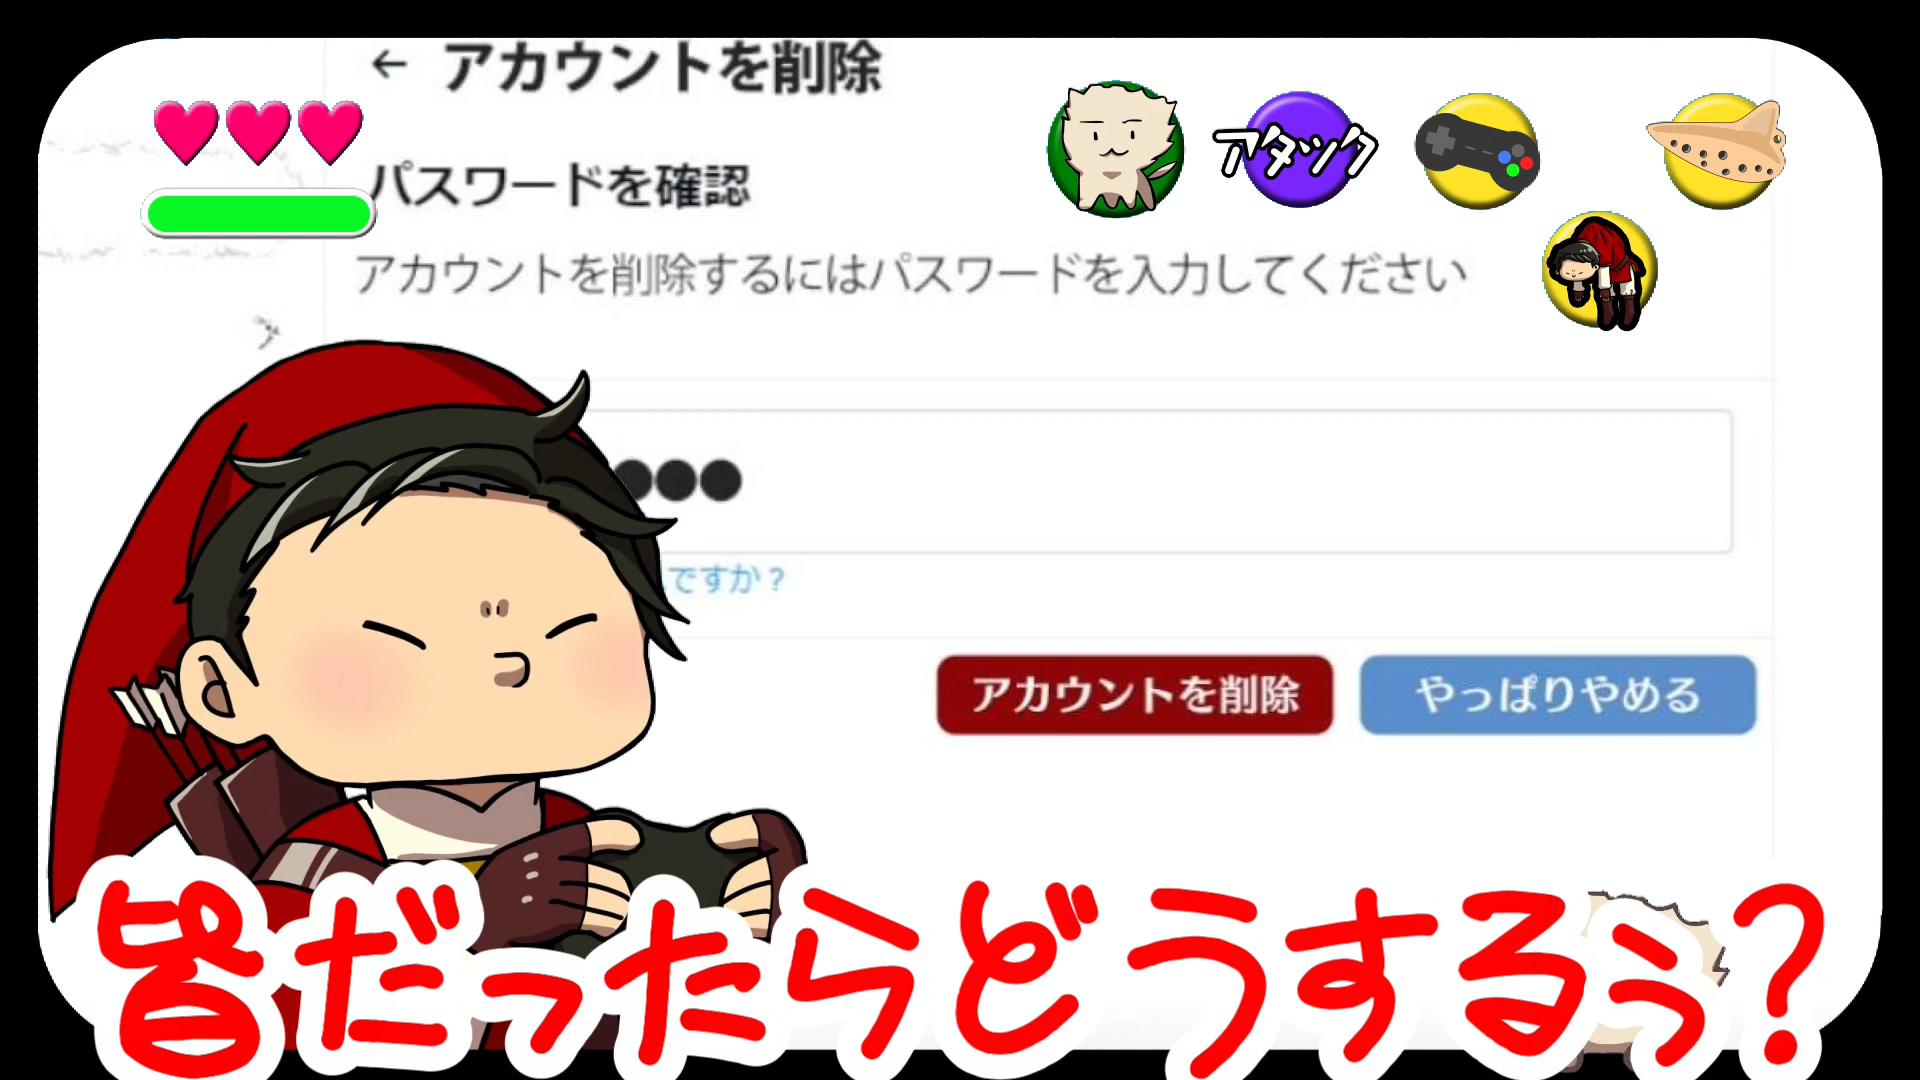 ← アカウントを削除
アタック
パスワードを確認
アカウントを削除するにはパスワードを入力してください
ですか？
アカウントを削除
やっぱりやめる
皆だったらどうするぅ?